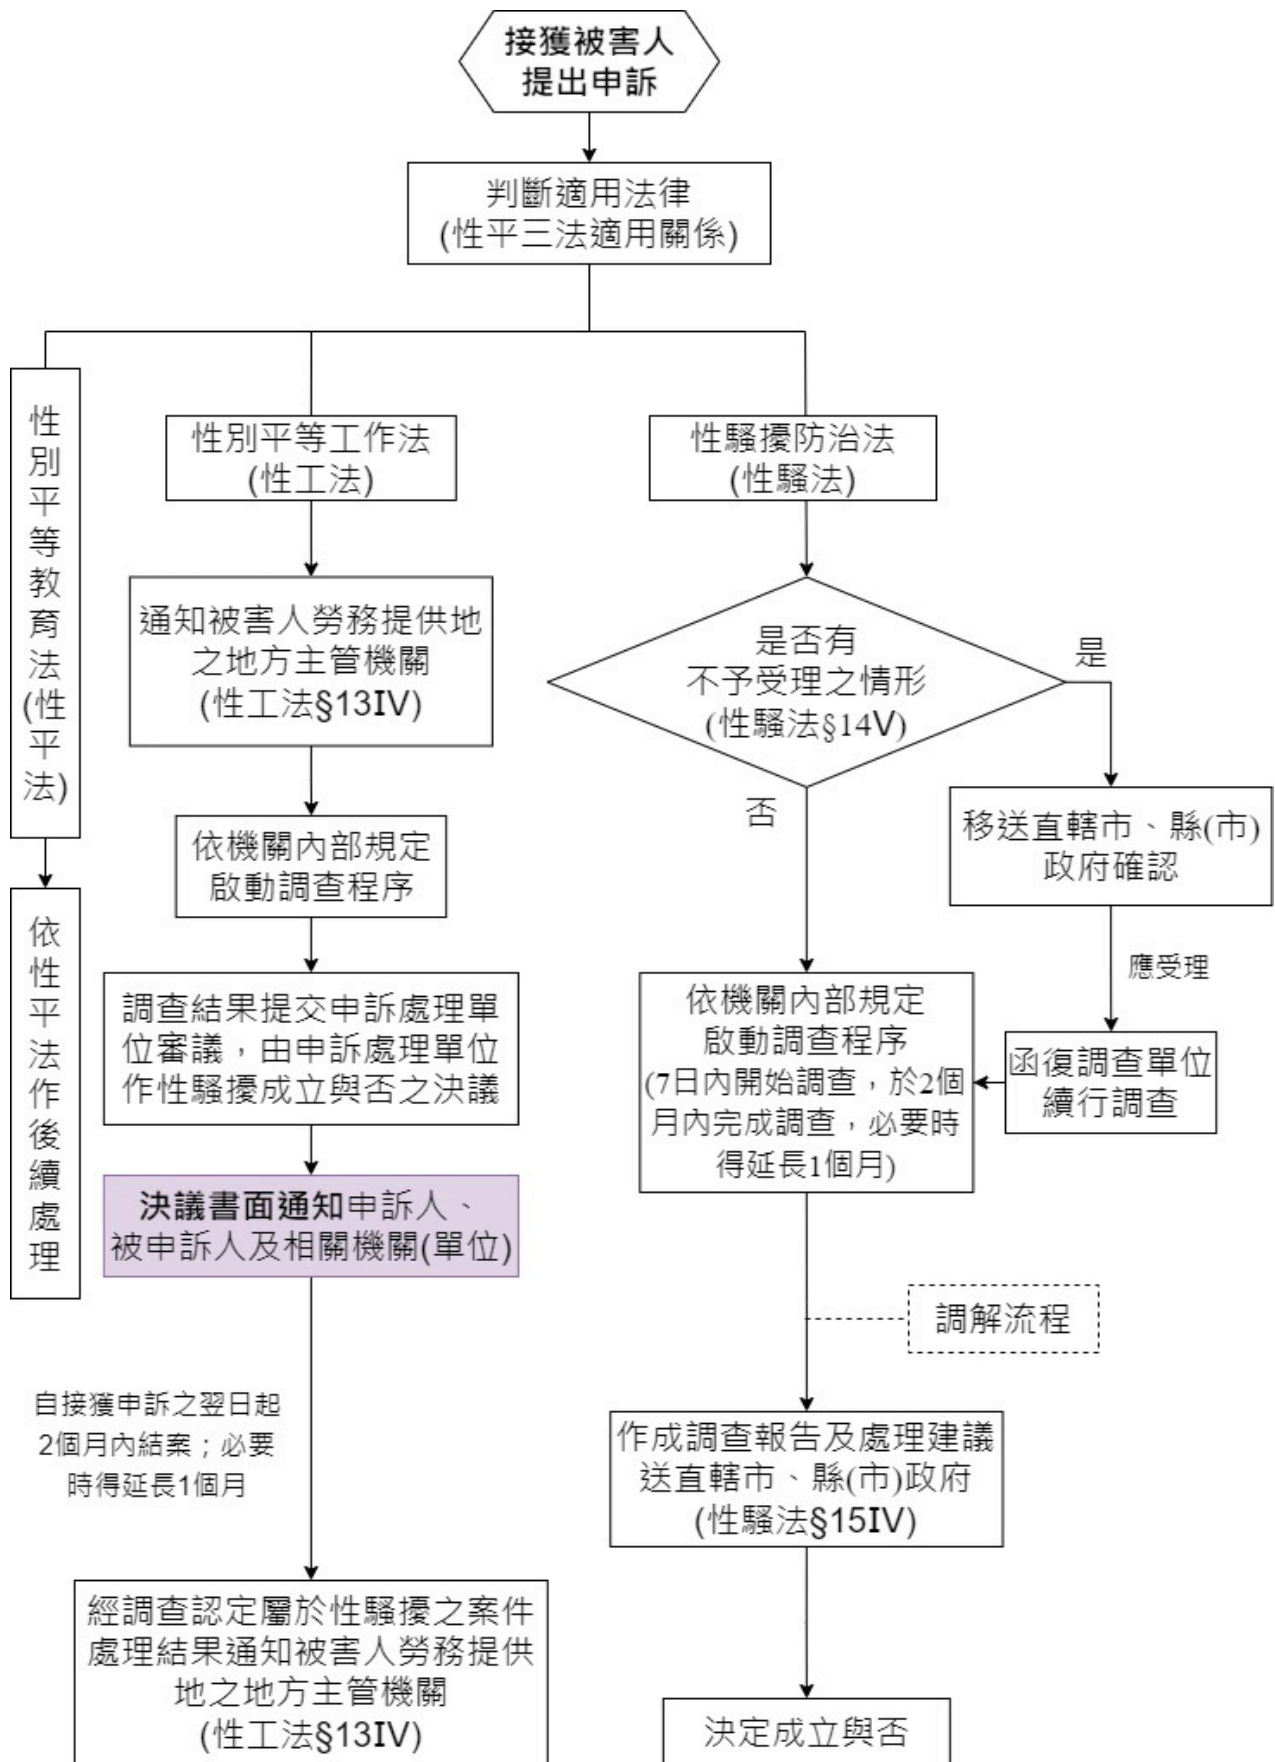 接獲被害人
提出申訴
判斷適用法律
(性平三法適用關係)
性別平等教育法(性平法)
依性平法作後續處理
性別平等工作法
(性工法)
通知被害人勞務提供地
之地方主管機關
(性工法§13IV)
依機關內部規定
啟動調查程序
調查結果提交申訴處理單
位審議，由申訴處理單位
作性騷擾成立與否之決議
決議書面通知申訴人、
被申訴人及相關機關(單位)
自接獲申訴之翌日起
2個月內結案；必要
時得延長1個月
經調查認定屬於性騷擾之案件
處理結果通知被害人勞務提供
地之地方主管機關
(性工法§13IV)
性騷擾防治法
(性騷法)
是否有
不予受理之情形
(性騷法§14V)
是
否
移送直轄市、縣(市)
政府確認
應受理
函復調查單位
續行調查
依機關內部規定
啟動調查程序
(7日內開始調查，於2個
月內完成調查，必要時
得延長1個月)
調解流程
作成調查報告及處理建議
送直轄市、縣(市)政府
(性騷法§15IV)
決定成立與否